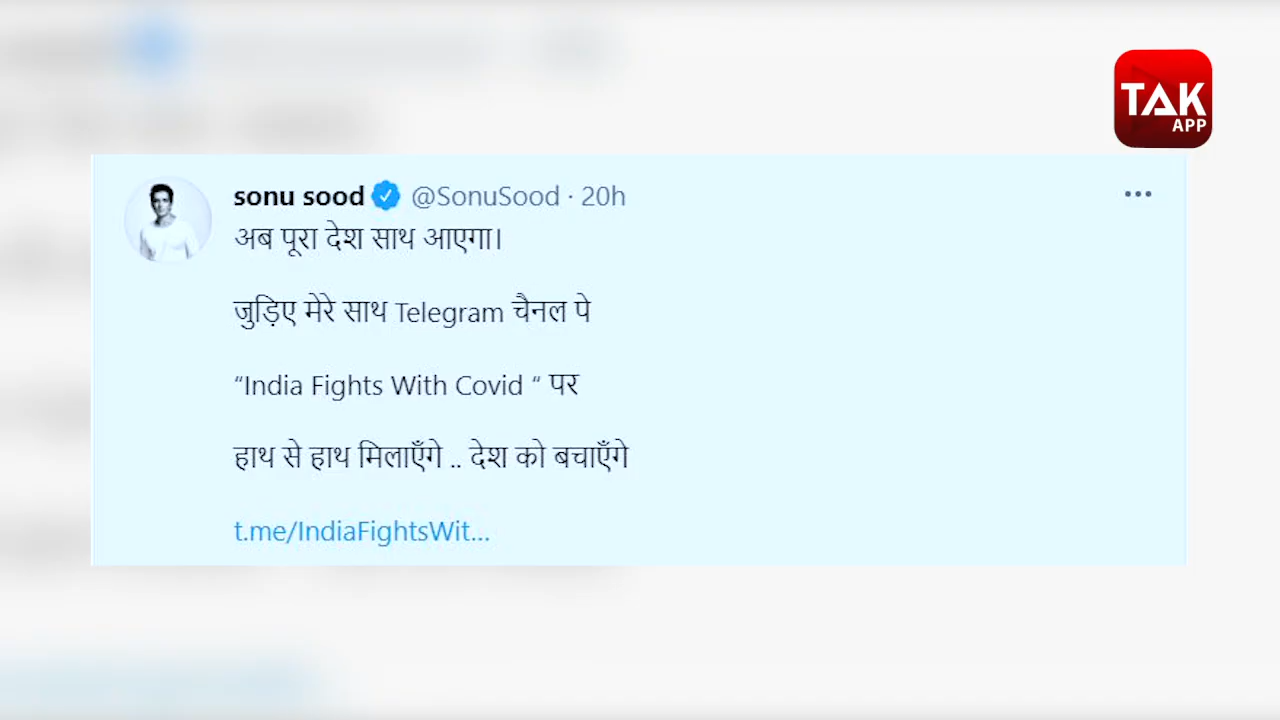 TAK
APP
sonu sood @SonuSood · 20h
अब पूरा देश साथ आएगा।
जुड़िए मेरे साथ Telegram चैनल पे
“India Fights With Covid “ पर
हाथ से हाथ मिलाएँगे .. देश को बचाएँगे
t.me/IndiaFightsWit...